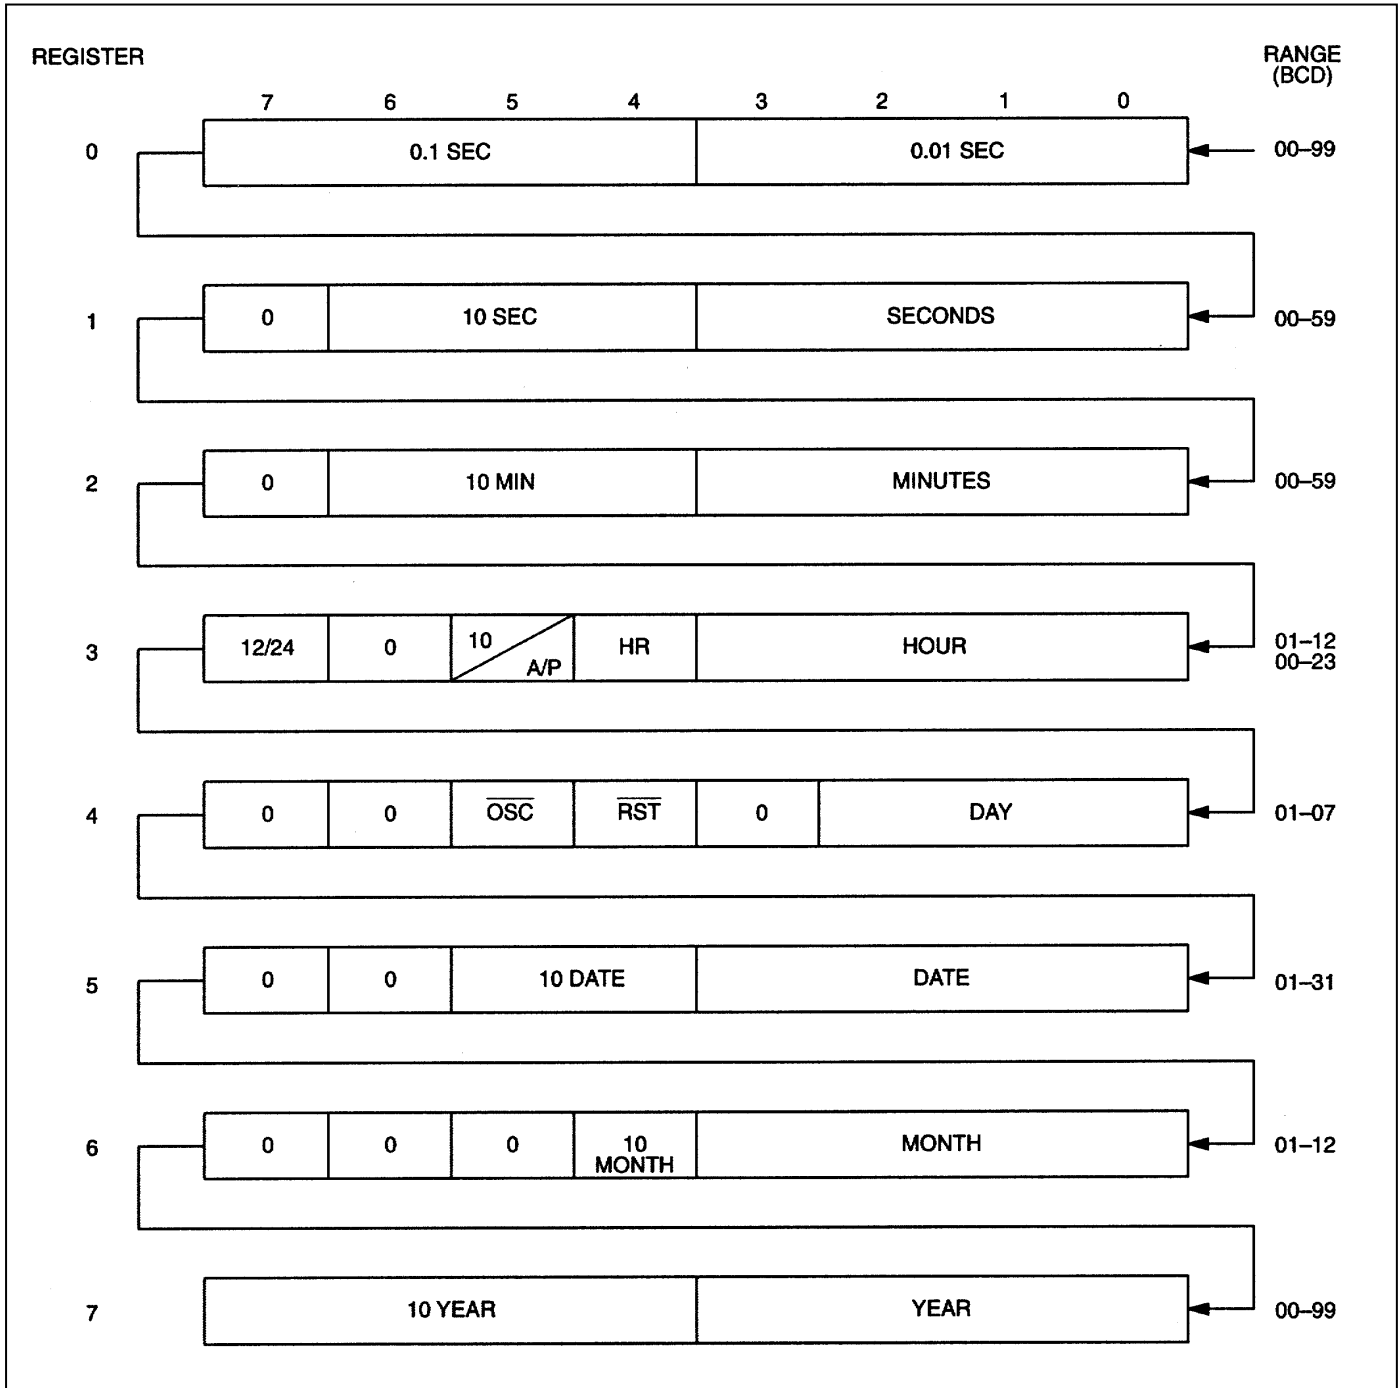 REGISTER
RANGE
(BCD)
7 6 5 4 3 2 1 0
0 0.1 SEC 0.01 SEC 00–99
1 0 10 SEC SECONDS 00–59
2 0 10 MIN MINUTES 00–59
3 12/24 0 10 A/P HR HOUR 01–12
00–23
4 0 0 O̅S̅C̅ R̅S̅T̅ 0 DAY 01–07
5 0 0 10 DATE DATE 01–31
6 0 0 0 10 MONTH 01–12
MONTH
7 10 YEAR YEAR 00–99